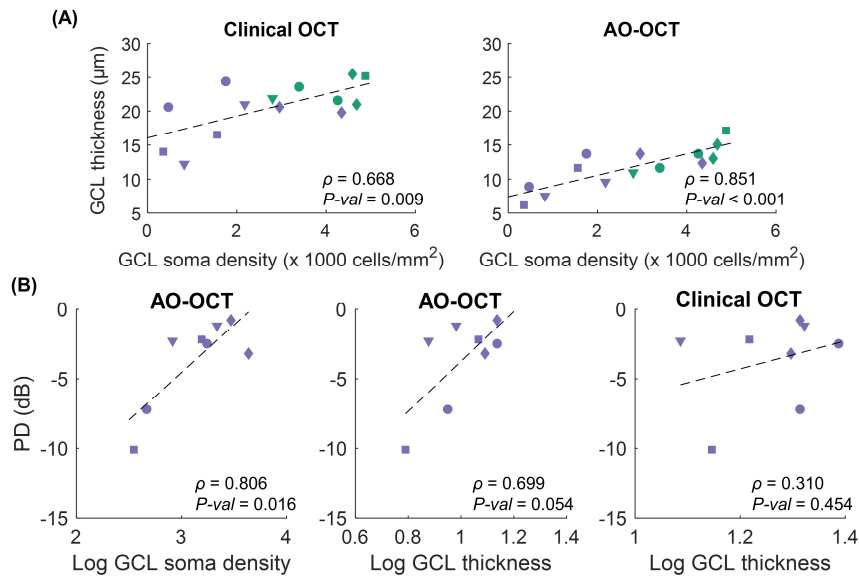 (A)
Clinical OCT
AO-OCT
GCL thickness (µm)
30
25
20
15
10
5
0
2
4
6
ρ = 0.668
P-val = 0.009
GCL soma density (x 1000 cells/mm²)
30
25
20
15
10
5
0
2
4
6
ρ = 0.851
P-val < 0.001
GCL soma density (x 1000 cells/mm²)
(B)
AO-OCT
AO-OCT
Clinical OCT
PD (dB)
0
-5
-10
-15
2
3
4
ρ = 0.806
P-val = 0.016
Log GCL soma density
0
-5
-10
-15
0.6
0.8
1
1.2
1.4
ρ = 0.699
P-val = 0.054
Log GCL thickness
0
-5
-10
-15
1
1.2
1.4
ρ = 0.310
P-val = 0.454
Log GCL thickness